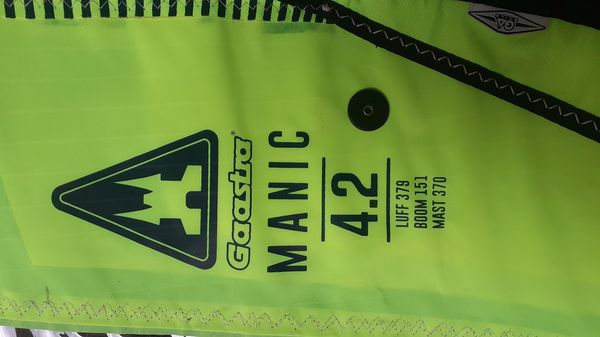 Gaastra
MANIC
4.2
LUFF 379
BOOM 151
MAST 370